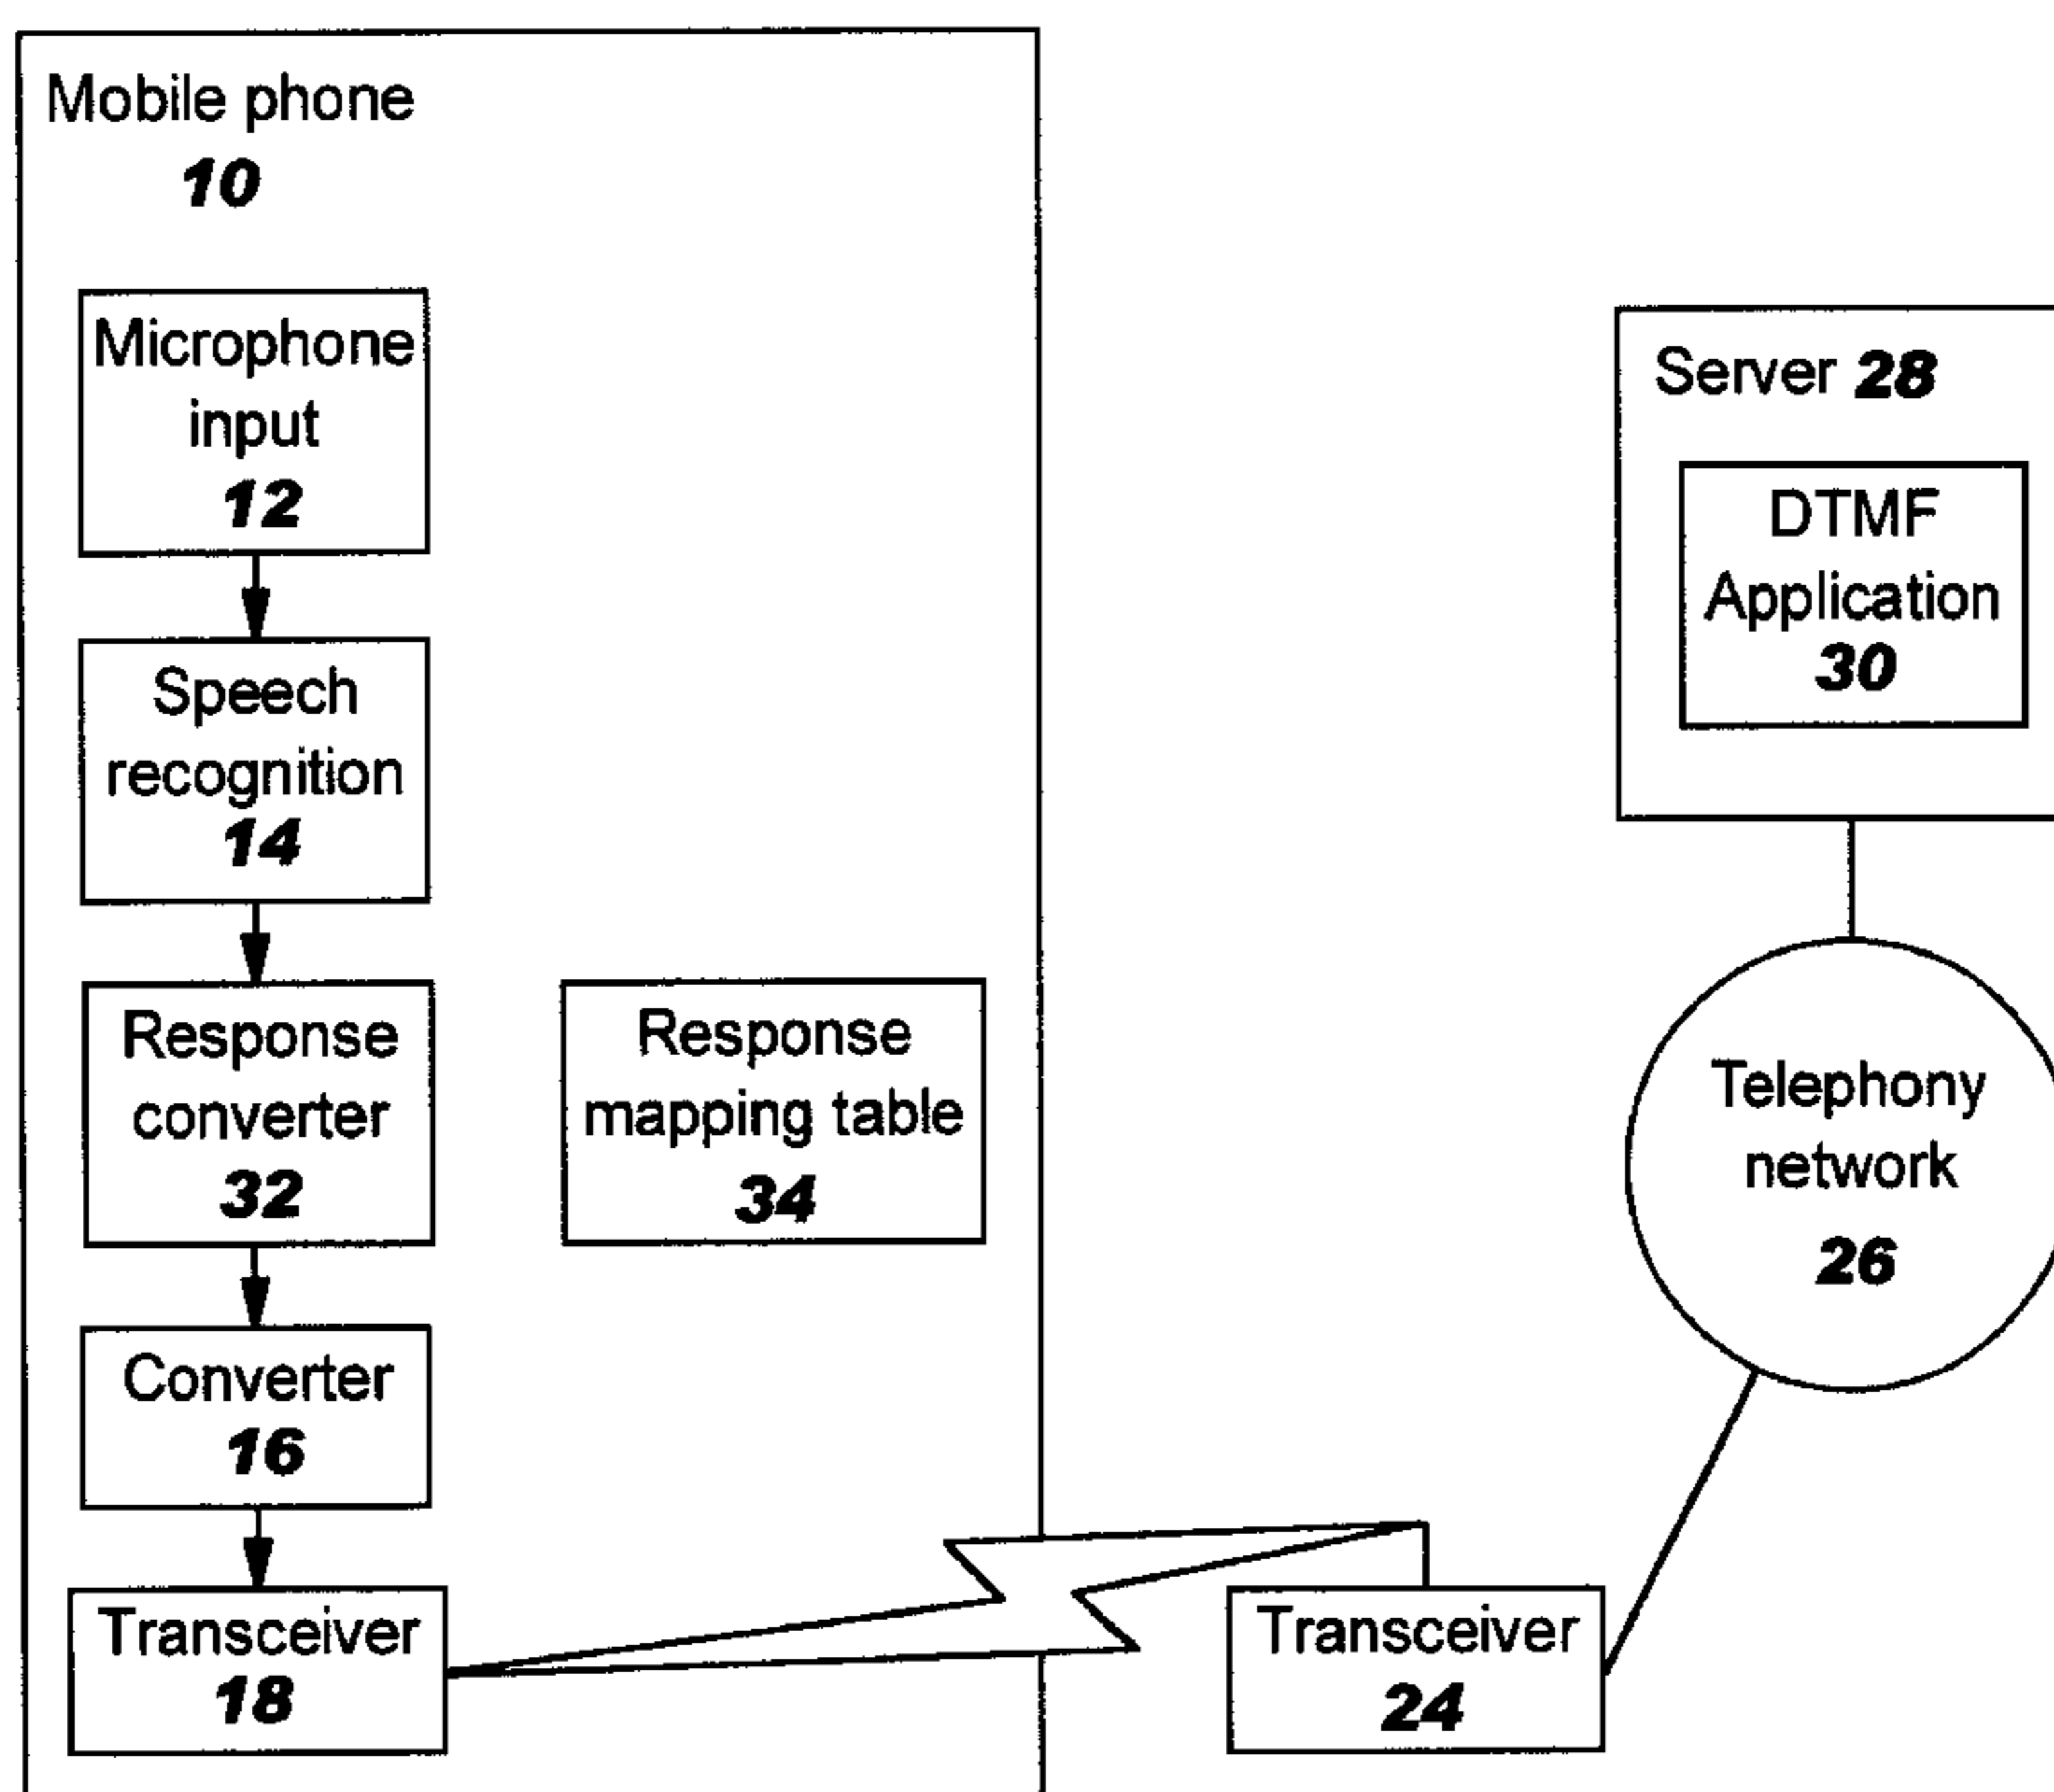 Mobile phone
10
Microphone
input
12
Speech
recognition
14
Response
converter
32
Response
mapping table
34
Converter
16
Transceiver
18
Server 28
DTMF
Application
30
Telephony
network
26
Transceiver
24